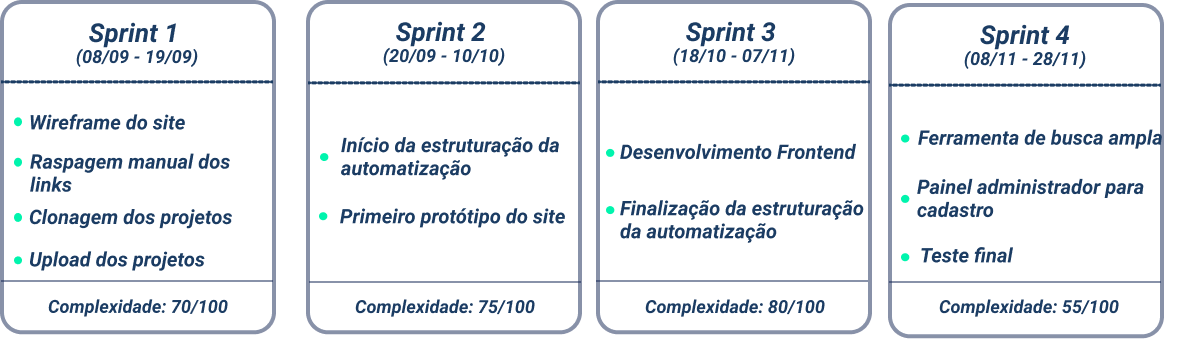 Sprint 1
(08/09 - 19/09)
Wireframe do site
Raspagem manual dos
links
Clonagem dos projetos
Upload dos projetos
Complexidade: 70/100
Sprint 2
(20/09 - 10/10)
Início da estruturação da
automatização
Primeiro protótipo do site
Complexidade: 75/100
Sprint 3
(18/10 - 07/11)
Desenvolvimento Frontend
Finalização da estruturação
da automatização
Complexidade: 80/100
Sprint 4
(08/11 - 28/11)
Ferramenta de busca ampla
Painel administrador para
cadastro
Teste final
Complexidade: 55/100